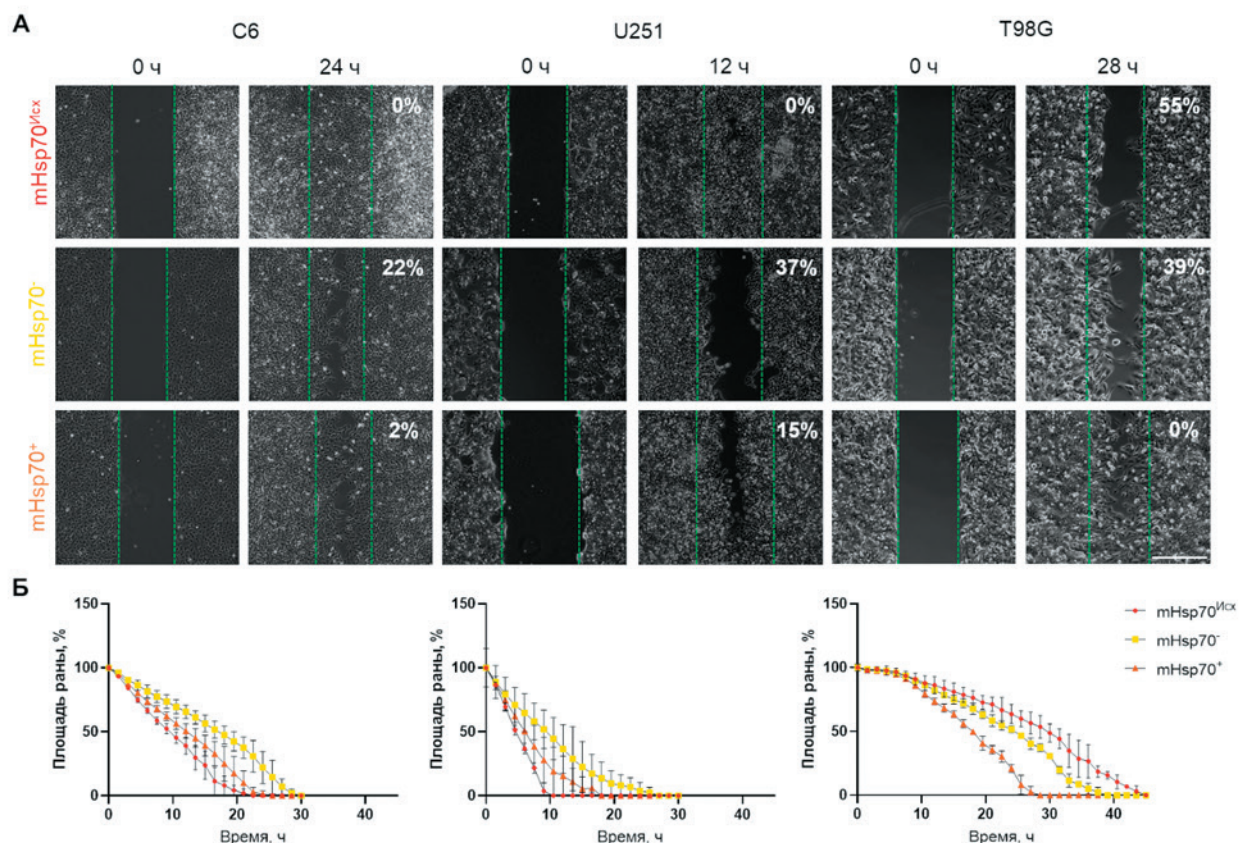 А
C6 U251 T98G
0 ч 24 ч 0 ч 12 ч 0 ч 28 ч
mHsp70Исх 0% 0% 55%
mHsp70- 22% 37% 39%
mHsp70+ 2% 15% 0%
Б
Площадь раны, %
150
100
50
0
0 10 20 30 40
Время, ч
Площадь раны, %
150
100
50
0
0 10 20 30 40
Время, ч
Площадь раны, %
150
100
50
0
0 10 20 30 40
Время, ч
mHsp70Исх
mHsp70-
mHsp70+